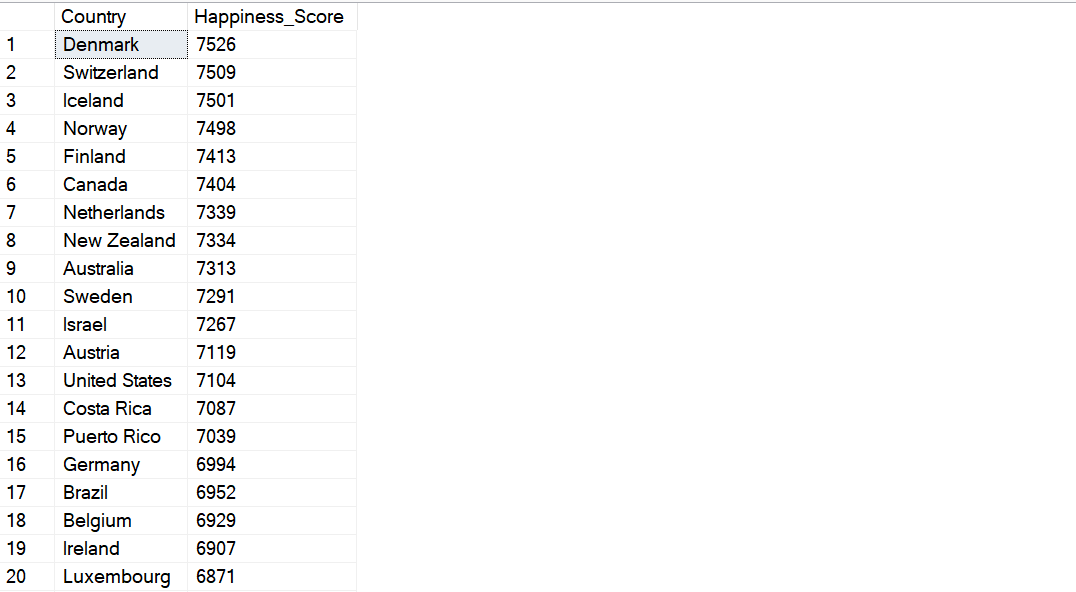 Country Happiness_Score
1 Denmark 7526
2 Switzerland 7509
3 Iceland 7501
4 Norway 7498
5 Finland 7413
6 Canada 7404
7 Netherlands 7339
8 New Zealand 7334
9 Australia 7313
10 Sweden 7291
11 Israel 7267
12 Austria 7119
13 United States 7104
14 Costa Rica 7087
15 Puerto Rico 7039
16 Germany 6994
17 Brazil 6952
18 Belgium 6929
19 Ireland 6907
20 Luxembourg 6871